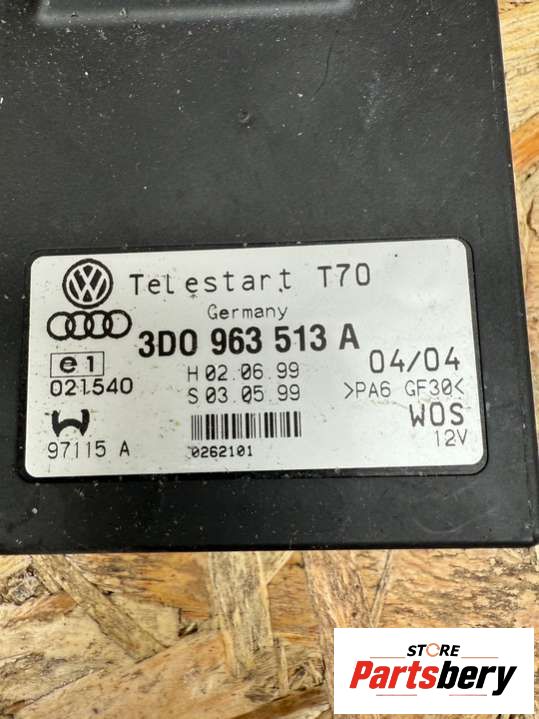 Telestart T70
Germany
3D0 963 513 A
e1
021540
H 02.06.99
S 03.05.99
04/04
>PA6 GF30<
WOS
12V
97115 A
0262101
STORE
Partsbery